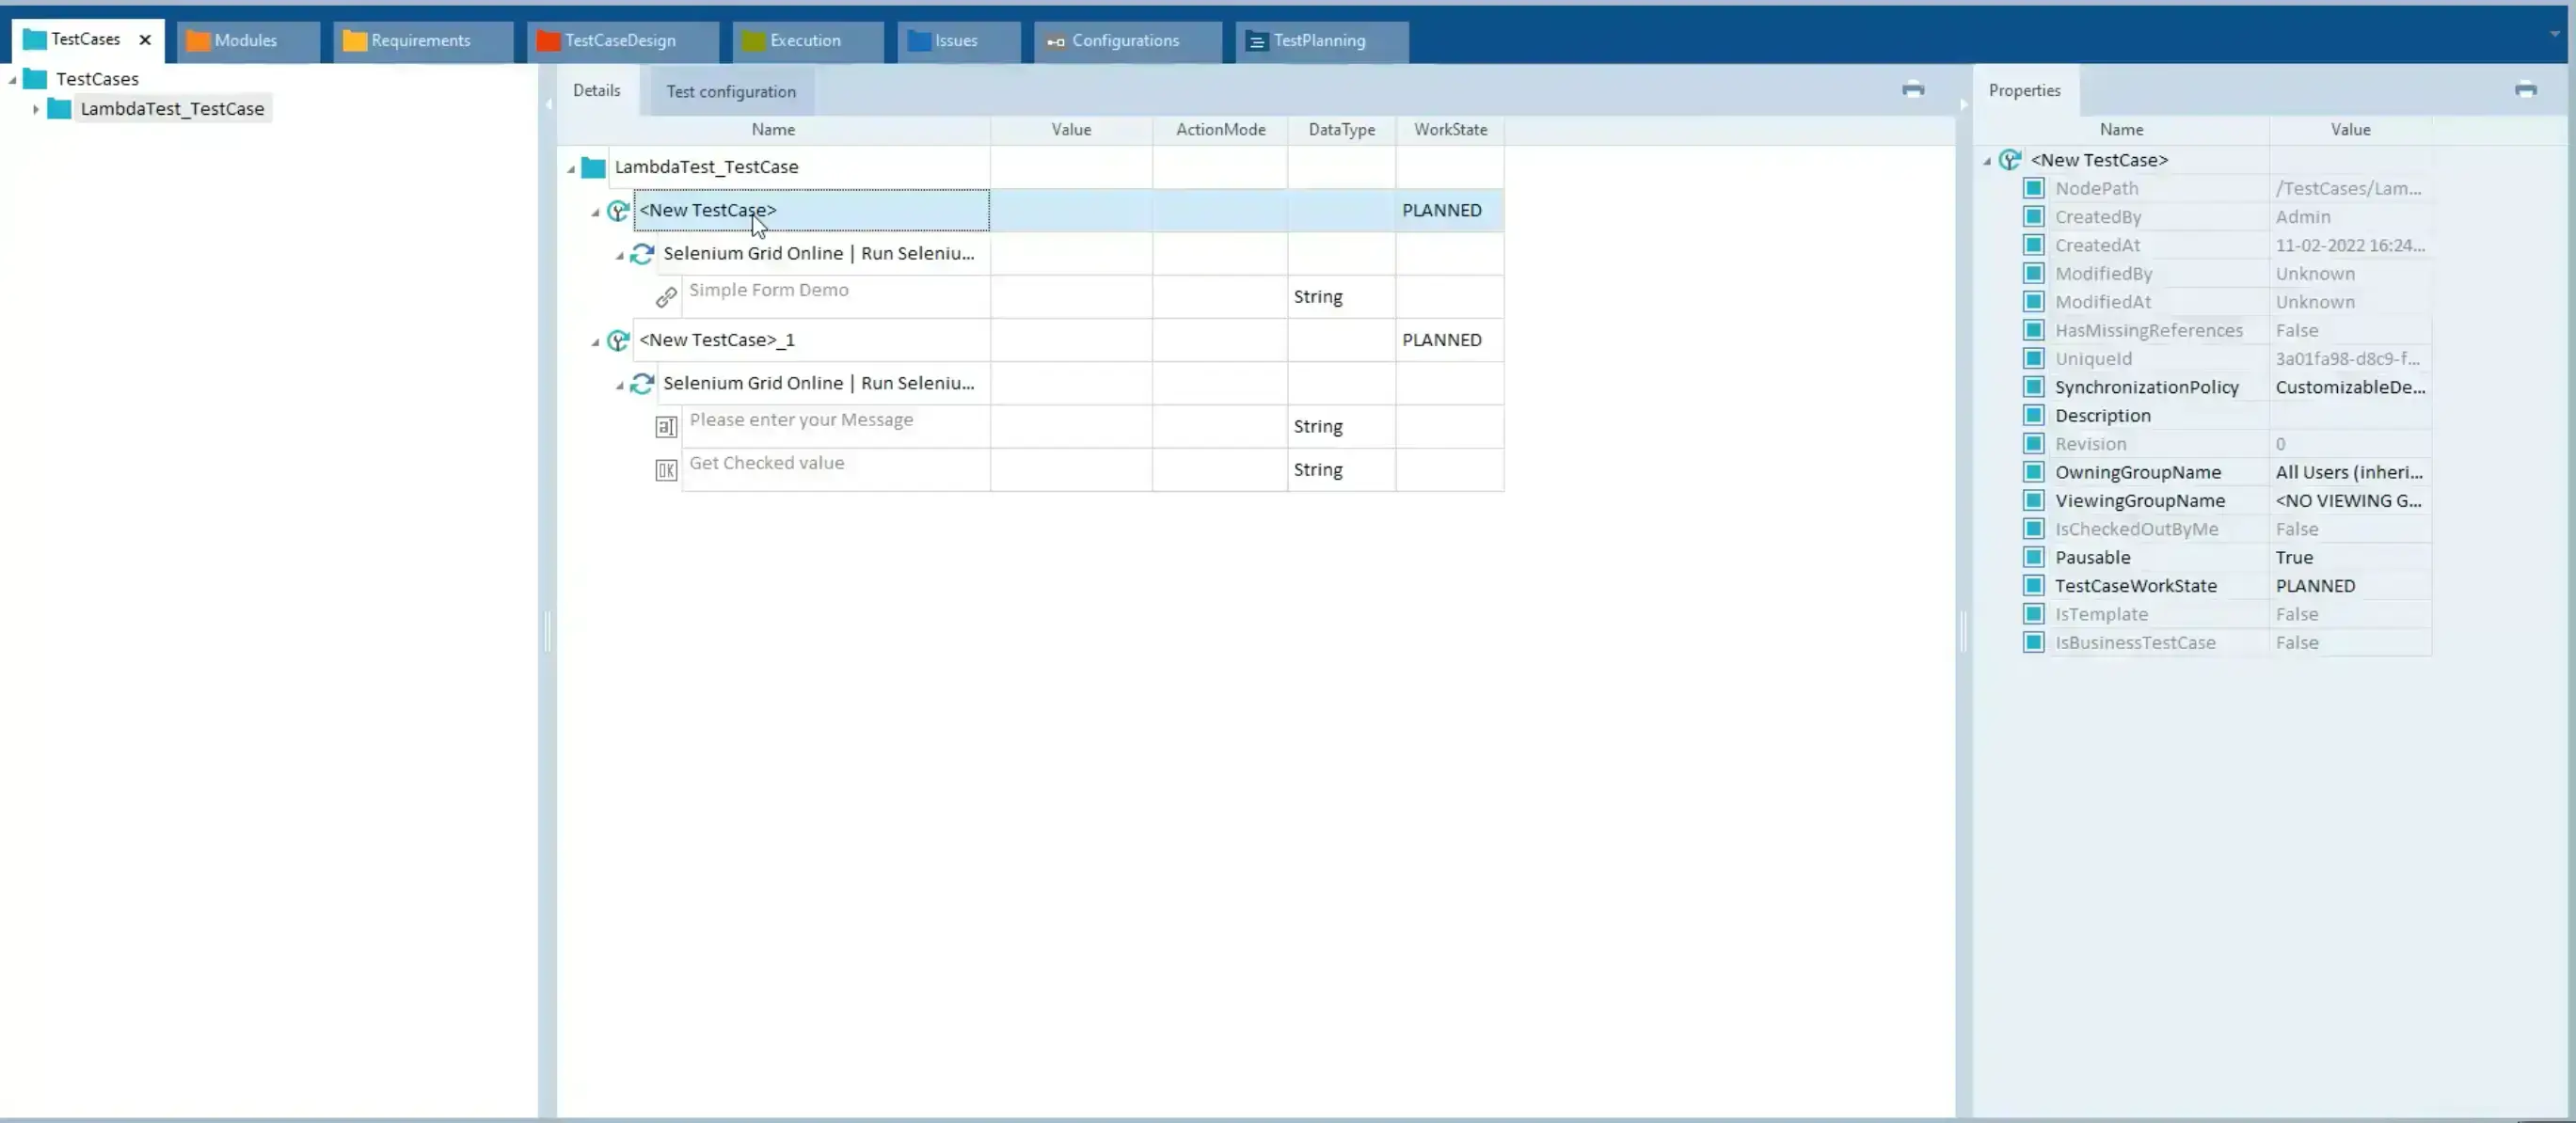 TestCases Modules Requirements TestCaseDesign Execution Issues Configurations TestPlanning
TestCases
LambdaTest_TestCase
Details Test configuration
Name Value ActionMode DataType WorkState
LambdaTest_TestCase
<New TestCase> PLANNED
Selenium Grid Online | Run Seleniu...
Simple Form Demo String
<New TestCase>_1 PLANNED
Selenium Grid Online | Run Seleniu...
Please enter your Message String
Get Checked value String
Properties
Name Value
<New TestCase>
NodePath /TestCases/Lam...
CreatedBy Admin
CreatedAt 11-02-2022 16:24...
ModifiedBy Unknown
ModifiedAt Unknown
HasMissingReferences False
UniqueId 3a01fa98-d8c9-f...
SynchronizationPolicy CustomizableDe...
Description
Revision 0
OwningGroupName All Users (inheri...
ViewingGroupName <NO VIEWING G...
IsCheckedOutByMe False
Pausable True
TestCaseWorkState PLANNED
IsTemplate False
IsBusinessTestCase False